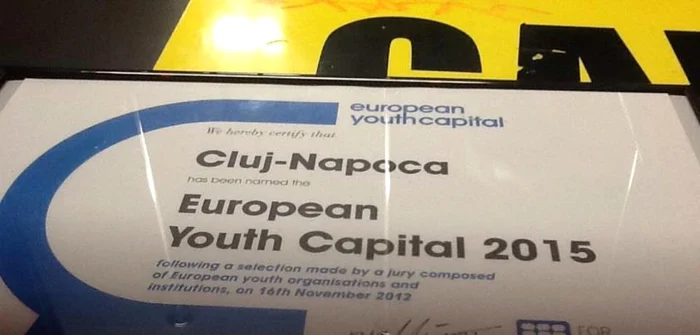 european
youthcapital
We hereby certify that
Cluj-Napoca
has been named the
European
Youth Capital 2015
following a selection made by a jury composed
of European youth organisations and
institutions, on 16th November 2012
FOR